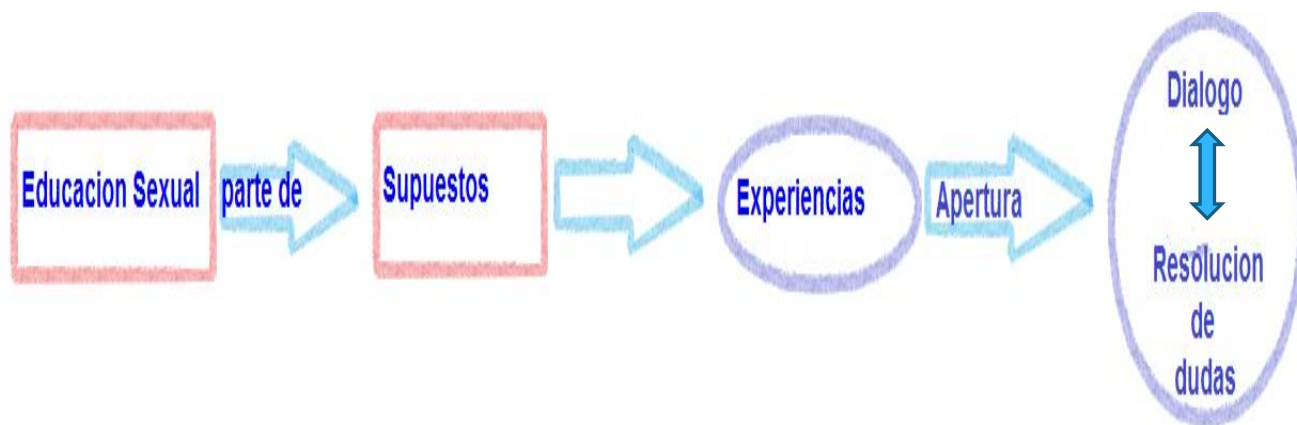 Educacion Sexual
parte de
Supuestos
Experiencias
Apertura
Dialogo
Resolucion
de
dudas